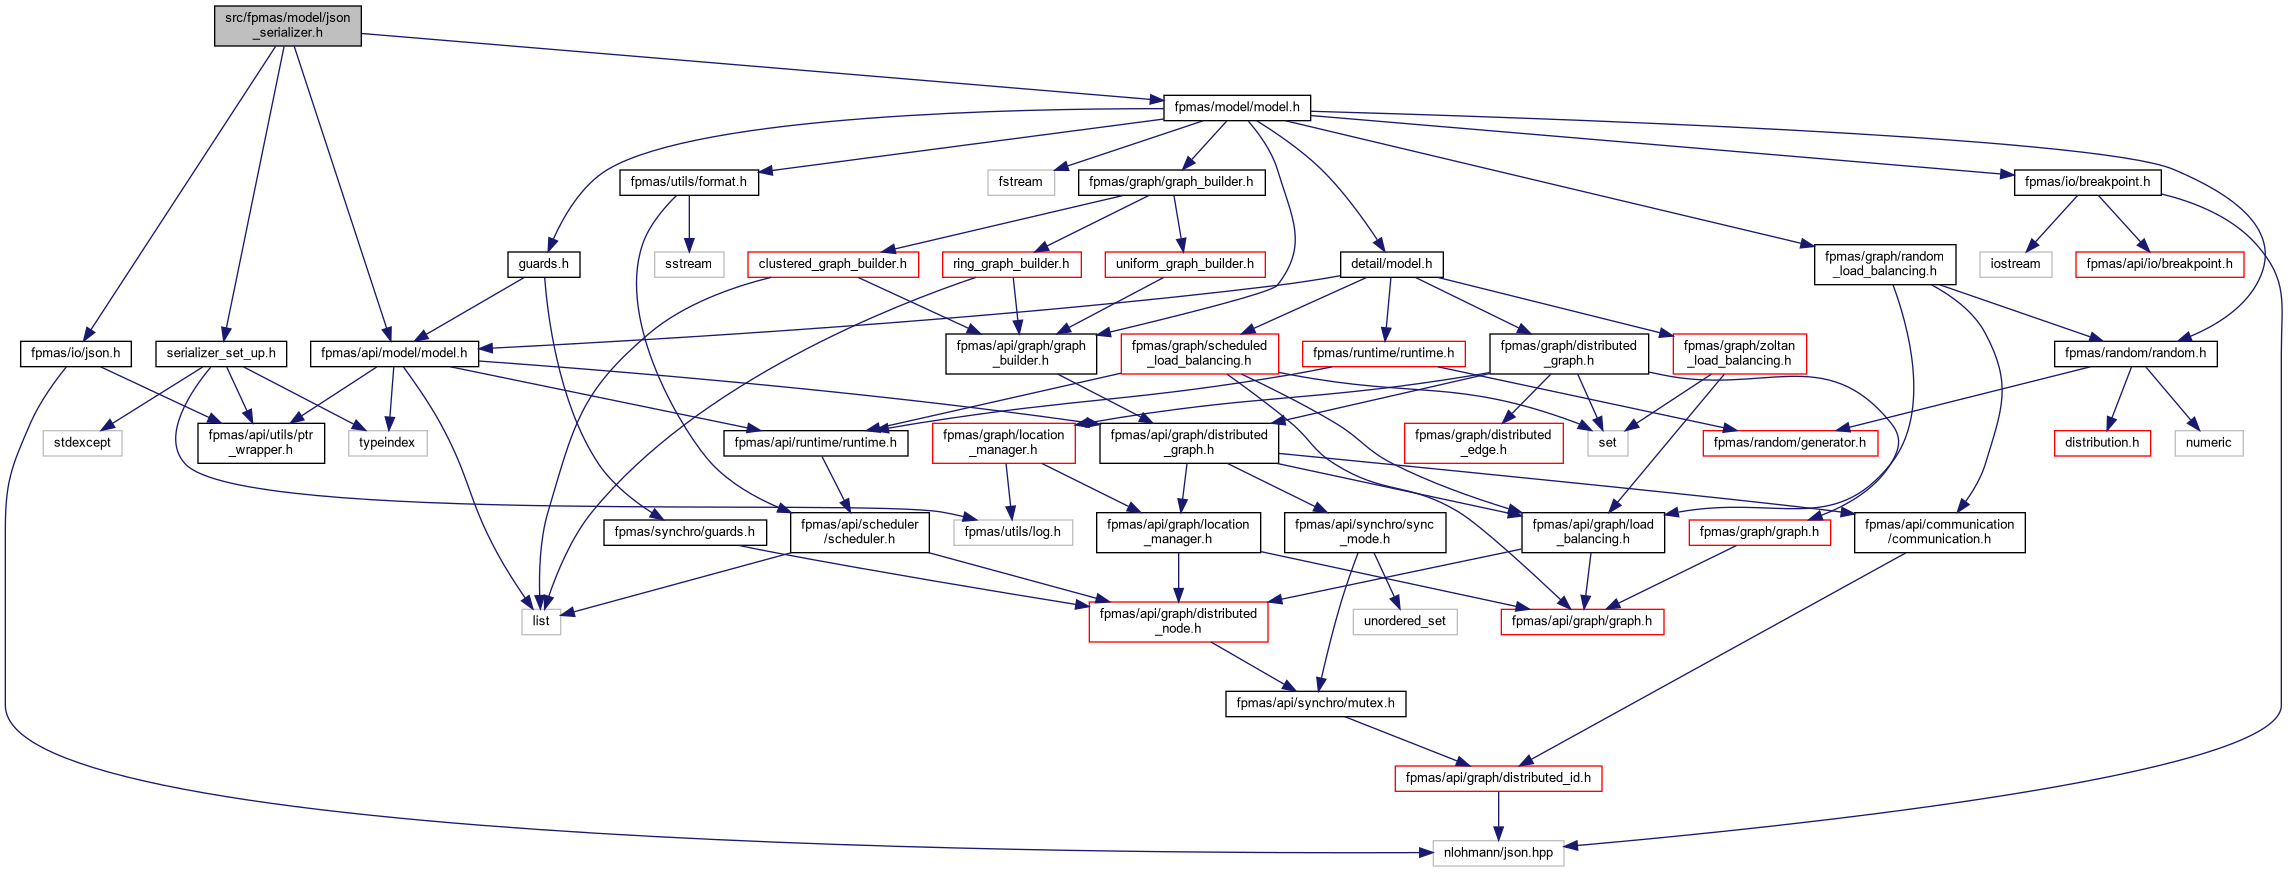 src/fpmas/model/json
_serializer.h
fpmas/model/model.h
fpmas/utils/format.h
fstream
fpmas/graph/graph_builder.h
fpmas/io/breakpoint.h
guards.h
sstream
clustered_graph_builder.h
ring_graph_builder.h
uniform_graph_builder.h
detail/model.h
fpmas/graph/random
_load_balancing.h
iostream
fpmas/api/io/breakpoint.h
fpmas/io/json.h
serializer_set_up.h
fpmas/api/model/model.h
fpmas/api/graph/graph
_builder.h
fpmas/graph/scheduled
_load_balancing.h
fpmas/runtime/runtime.h
fpmas/graph/distributed
_graph.h
fpmas/graph/zoltan
_load_balancing.h
fpmas/random/random.h
stdexcept
fpmas/api/utils/ptr
_wrapper.h
typeindex
fpmas/api/runtime/runtime.h
fpmas/graph/location
_manager.h
fpmas/api/graph/distributed
_graph.h
fpmas/graph/distributed
_edge.h
set
fpmas/random/generator.h
distribution.h
numeric
fpmas/synchro/guards.h
fpmas/api/scheduler
/scheduler.h
fpmas/utils/log.h
fpmas/api/graph/location
_manager.h
fpmas/api/synchro/sync
_mode.h
fpmas/api/graph/load
_balancing.h
fpmas/graph/graph.h
fpmas/api/communication
/communication.h
list
fpmas/api/graph/distributed
_node.h
unordered_set
fpmas/api/graph/graph.h
fpmas/api/synchro/mutex.h
fpmas/api/graph/distributed_id.h
nlohmann/json.hpp